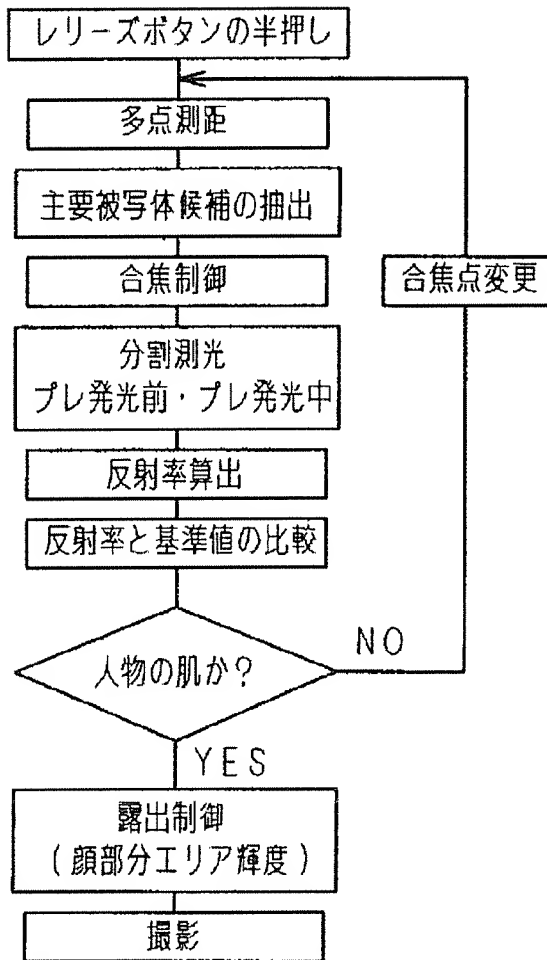 レリーズボタンの半押し
多点測距
主要被写体候補の抽出
合焦制御
合焦点変更
分割測光
プレ発光前・プレ発光中
反射率算出
反射率と基準値の比較
人物の肌か?
NO
YES
露出制御
(顔部分エリア輝度)
撮影